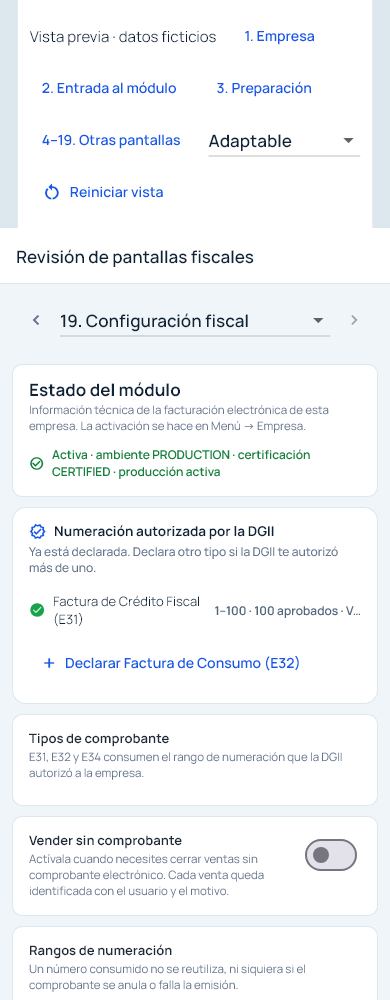 Vista previa · datos ficticios
1. Empresa
2. Entrada al módulo
3. Preparación
4–19. Otras pantallas
Adaptable
Reiniciar vista
Revisión de pantallas fiscales
19. Configuración fiscal
Estado del módulo
Información técnica de la facturación electrónica de esta
empresa. La activación se hace en Menú → Empresa.
Activa · ambiente PRODUCTION · certificación
CERTIFIED · producción activa
Numeración autorizada por la DGII
Ya está declarada. Declara otro tipo si la DGII te autorizó
más de uno.
Factura de Crédito Fiscal
(E31)
1–100 · 100 aprobados · V...
+ Declarar Factura de Consumo (E32)
Tipos de comprobante
E31, E32 y E34 consumen el rango de numeración que la DGII
autorizó a la empresa.
Vender sin comprobante
Actívala cuando necesites cerrar ventas sin
comprobante electrónico. Cada venta queda
identificada con el usuario y el motivo.
Rangos de numeración
Un número consumido no se reutiliza, ni siquiera si el
comprobante se anula o falla la emisión.